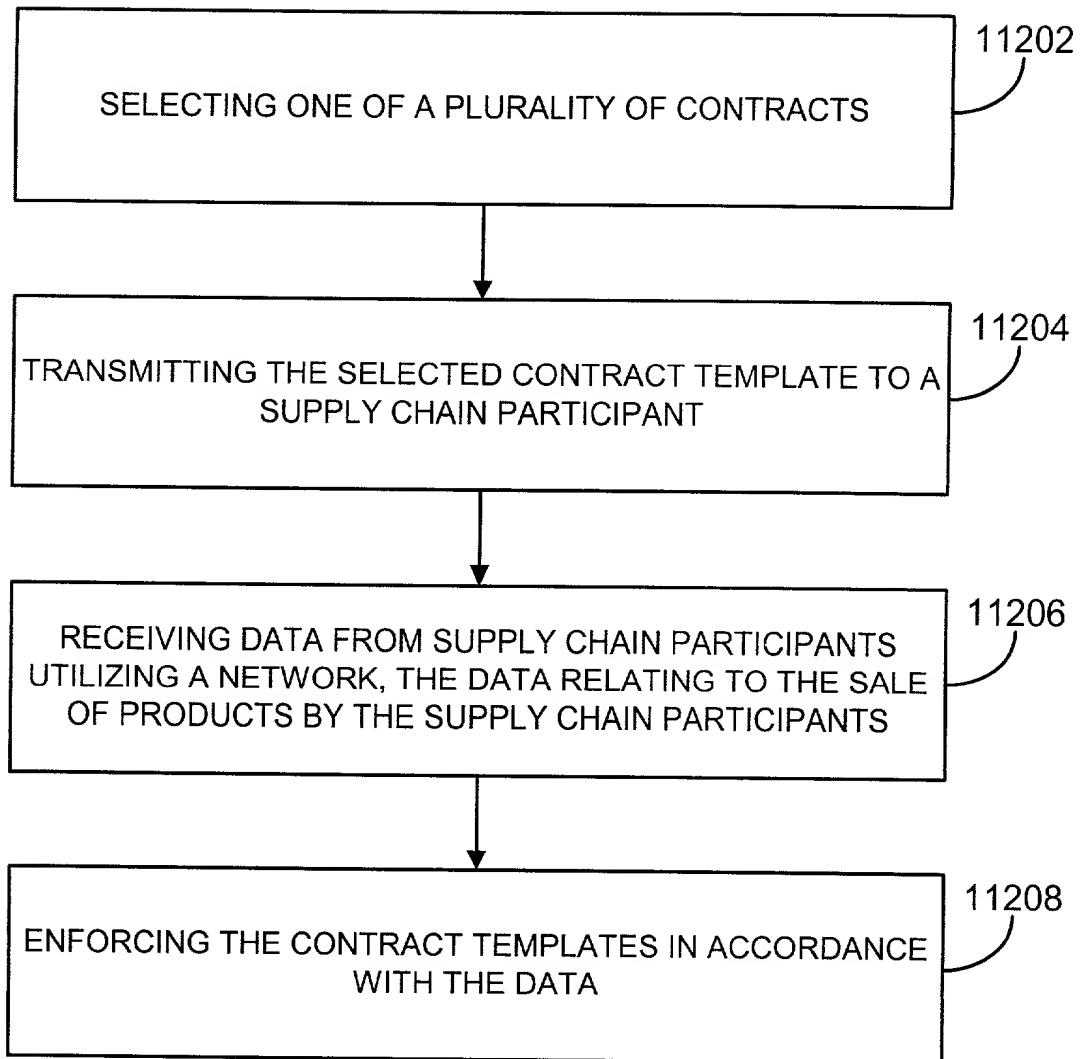 11202
SELECTING ONE OF A PLURALITY OF CONTRACTS
11204
TRANSMITTING THE SELECTED CONTRACT TEMPLATE TO A
SUPPLY CHAIN PARTICIPANT
11206
RECEIVING DATA FROM SUPPLY CHAIN PARTICIPANTS
UTILIZING A NETWORK, THE DATA RELATING TO THE SALE
OF PRODUCTS BY THE SUPPLY CHAIN PARTICIPANTS
11208
ENFORCING THE CONTRACT TEMPLATES IN ACCORDANCE
WITH THE DATA